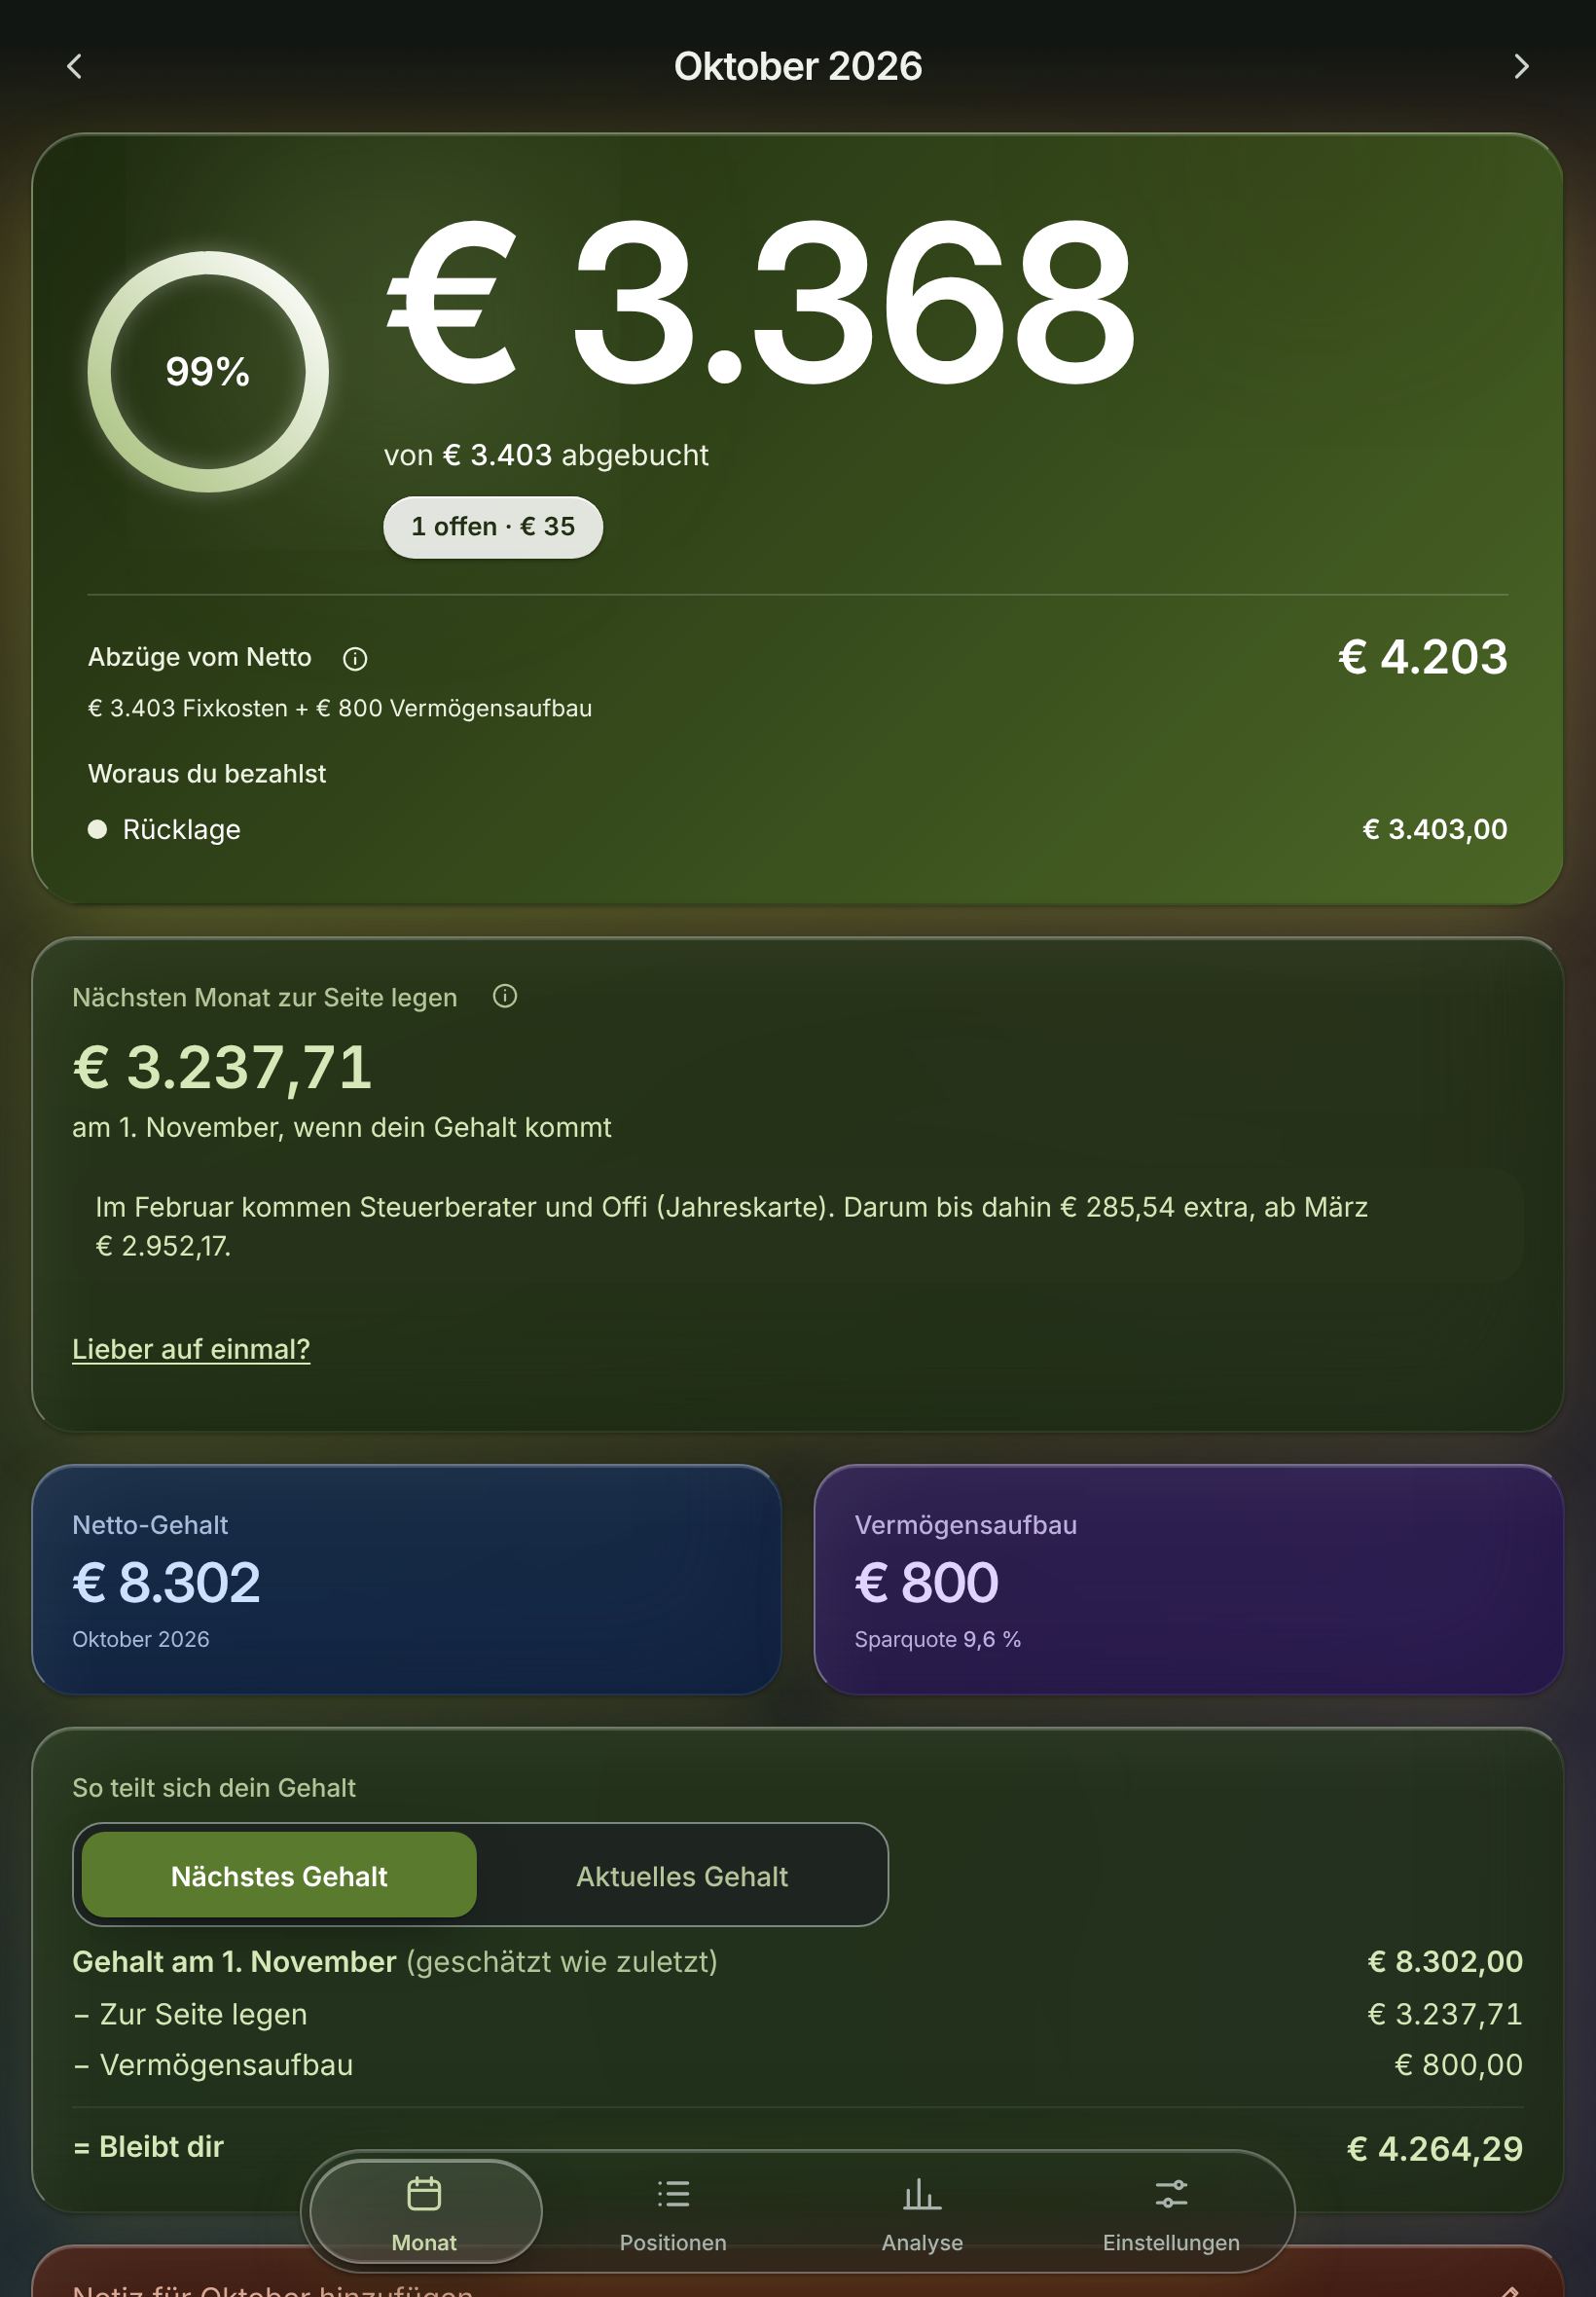 Oktober 2026
99%
€ 3.368
von € 3.403 abgebucht
1 offen · € 35
Abzüge vom Netto
€ 4.203
€ 3.403 Fixkosten + € 800 Vermögensaufbau
Woraus du bezahlst
Rücklage
€ 3.403,00
Nächsten Monat zur Seite legen
€ 3.237,71
am 1. November, wenn dein Gehalt kommt
Im Februar kommen Steuerberater und Offi (Jahreskarte). Darum bis dahin € 285,54 extra, ab März
€ 2.952,17.
Lieber auf einmal?
Netto-Gehalt
€ 8.302
Oktober 2026
Vermögensaufbau
€ 800
Sparquote 9,6 %
So teilt sich dein Gehalt
Nächstes Gehalt
Aktuelles Gehalt
Gehalt am 1. November (geschätzt wie zuletzt)
€ 8.302,00
– Zur Seite legen
€ 3.237,71
– Vermögensaufbau
€ 800,00
= Bleibt dir
€ 4.264,29
Monat
Positionen
Analyse
Einstellungen
Notiz für Oktober hinzufügen